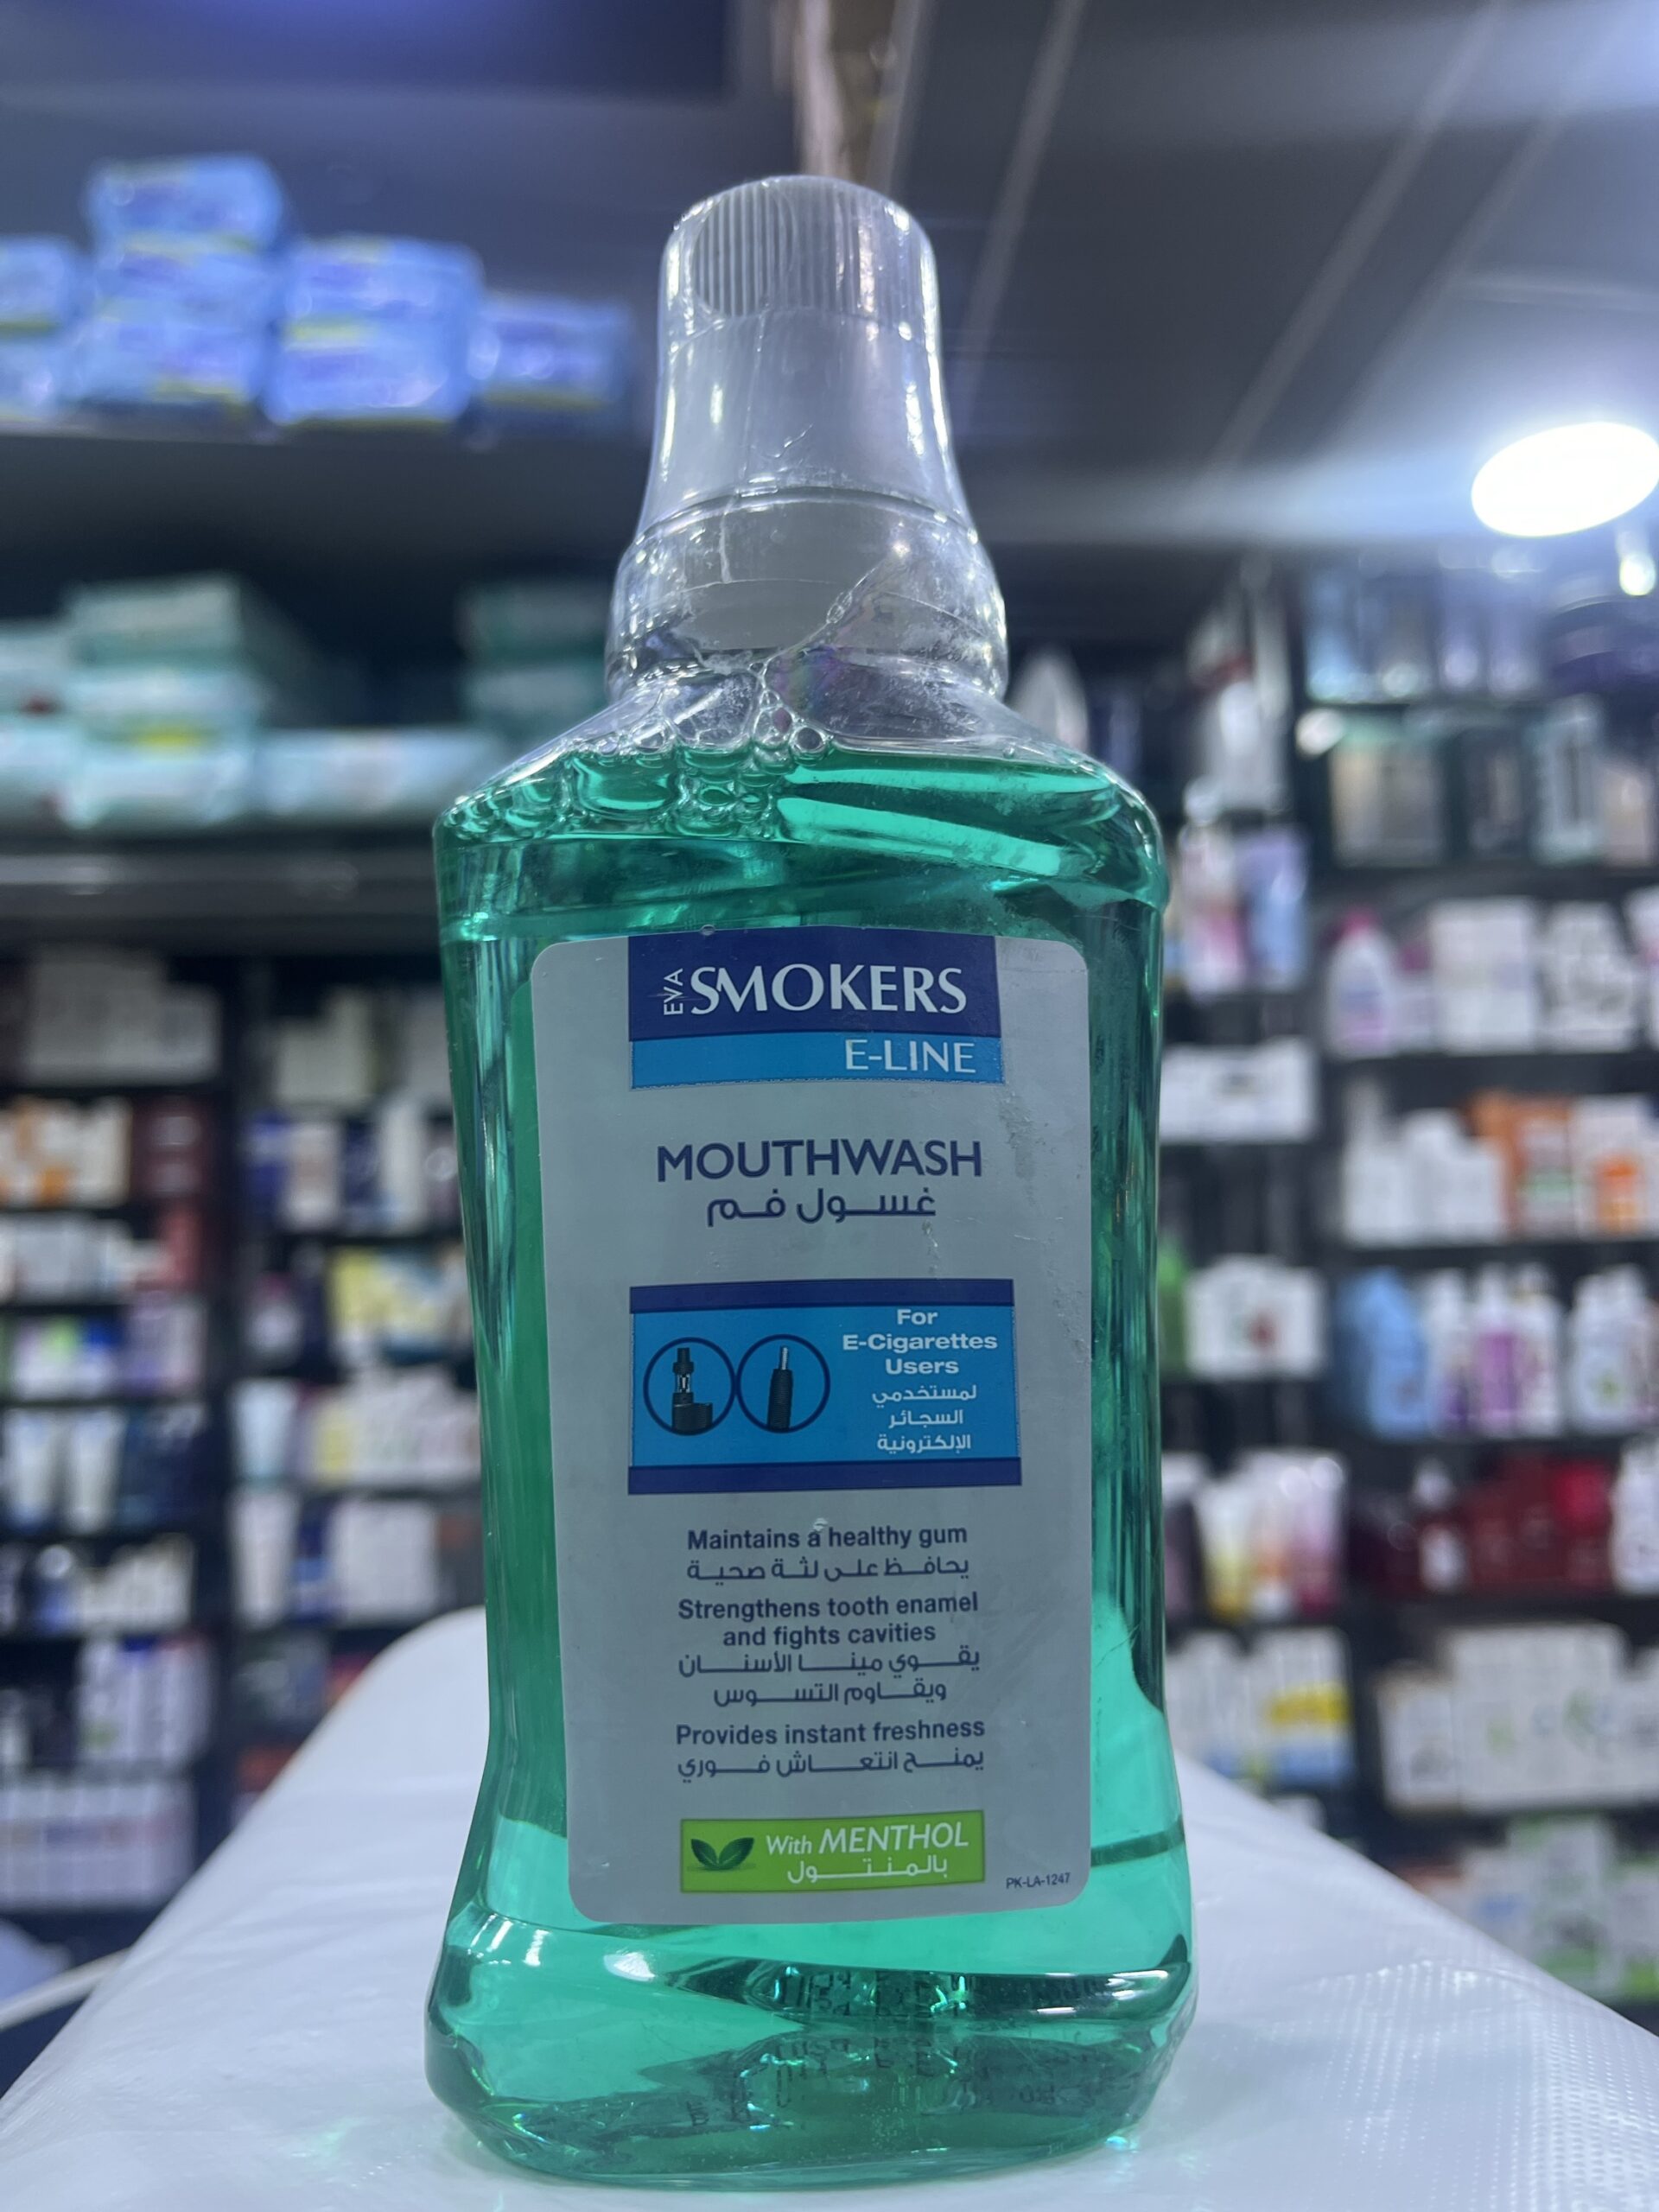 EVA SMOKERS
E-LINE
MOUTHWASH
غسول فم
For
E-Cigarettes
Users
لمستخدمي
السجائر
الإلكترونية
Maintains a healthy gum
يحافظ على لثة صحية
Strengthens tooth enamel
and fights cavities
يقوي مينا الأسنان
ويقاوم التسوس
Provides instant freshness
يمنح انتعاش فوري
With MENTHOL
بالمنتول
PK-LA-1247